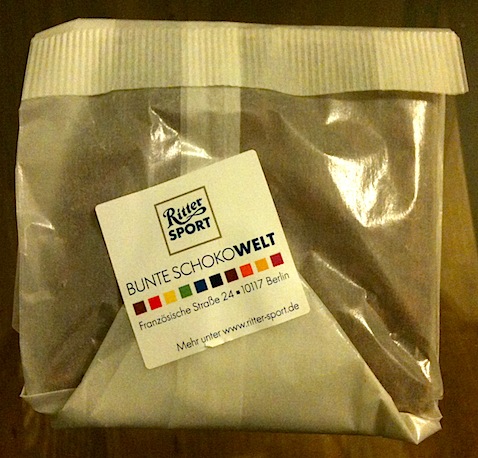 Ritter
SPORT
BUNTE SCHOKOWELT
Französische Straße 24 ▪ 10117 Berlin
Mehr unter www.ritter-sport.de